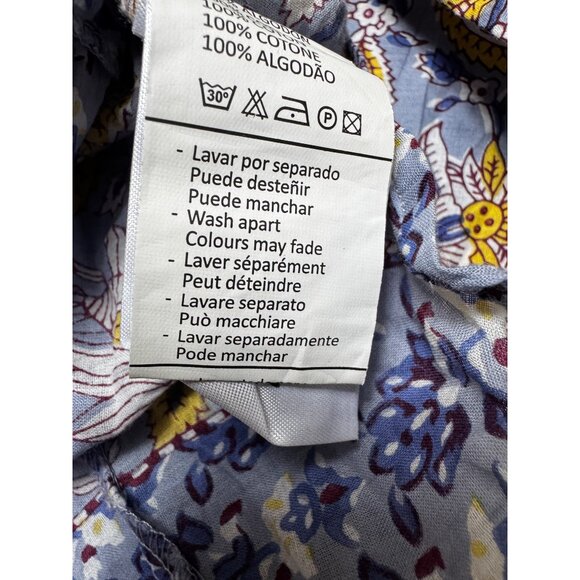 100% COTONE
100% ALGODÃO
30°
P
- Lavar por separado
Puede desteñir
Puede manchar
- Wash apart
Colours may fade
- Laver séparément
Peut déteindre
- Lavare separato
Può macchiare
- Lavar separadamente
Pode manchar